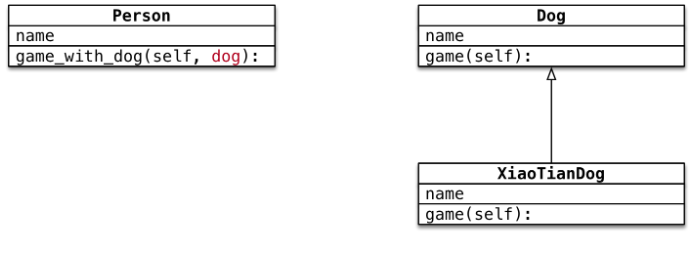 Person
name
game_with_dog(self, dog):
Dog
name
game(self):
XiaoTianDog
name
game(self):